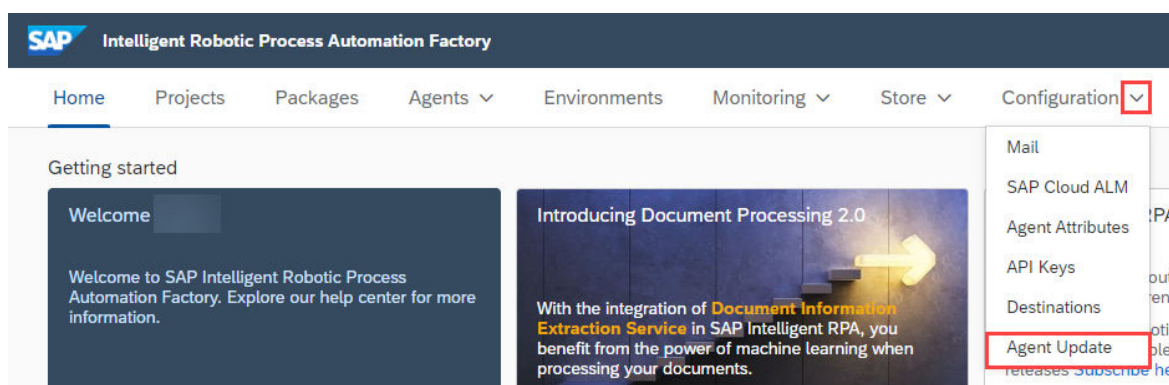 SAP Intelligent Robotic Process Automation Factory
Home Projects Packages Agents Environments Monitoring Store Configuration
Getting started
Welcome
Welcome to SAP Intelligent Robotic Process
Automation Factory. Explore our help center for more
information.
Introducing Document Processing 2.0
With the integration of Document Information
Extraction Service in SAP Intelligent RPA, you
benefit from the power of machine learning when
processing your documents.
Mail
SAP Cloud ALM
Agent Attributes
API Keys
Destinations
Agent Update
releases Subscribe